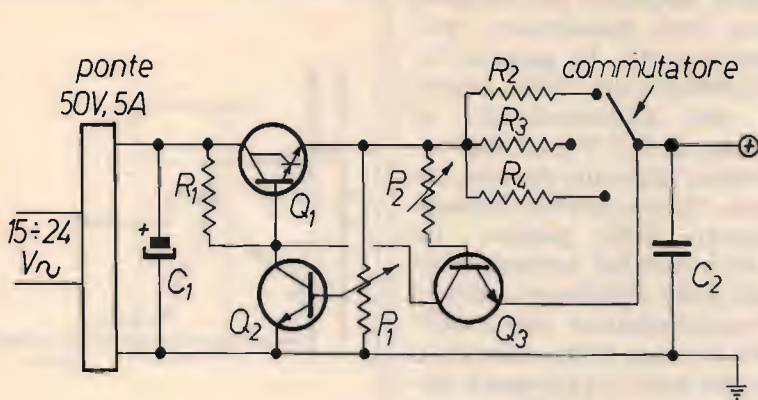 ponte
50V, 5A
R2
commutatore
R3
R4
R1
Q1
P2
+
15÷24
V~
C1
Q2
P1
Q3
C2
+